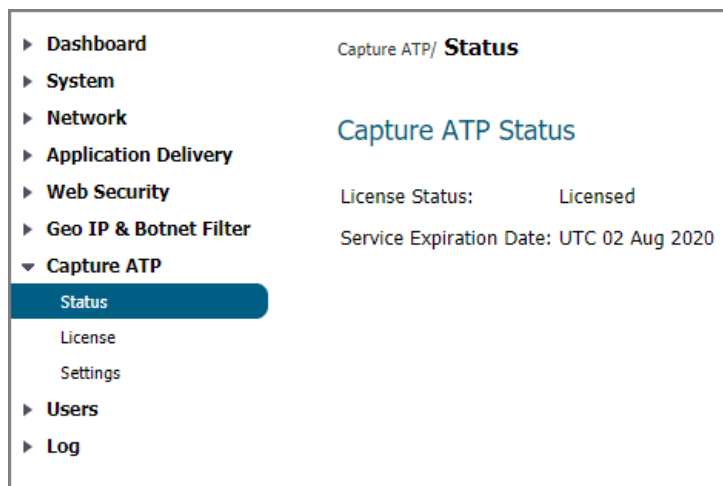 Dashboard
System
Network
Application Delivery
Web Security
Geo IP & Botnet Filter
Capture ATP
Status
License
Settings
Users
Log
Capture ATP/ Status
Capture ATP Status
License Status: Licensed
Service Expiration Date: UTC 02 Aug 2020